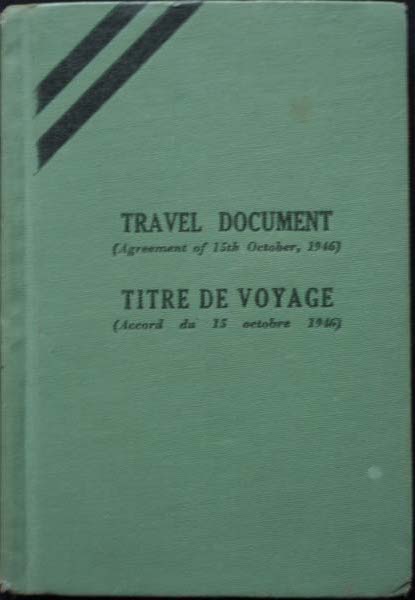 TRAVEL DOCUMENT
(Agreement of 15th October, 1946)
TITRE DE VOYAGE
(Accord du 15 octobre 1946)